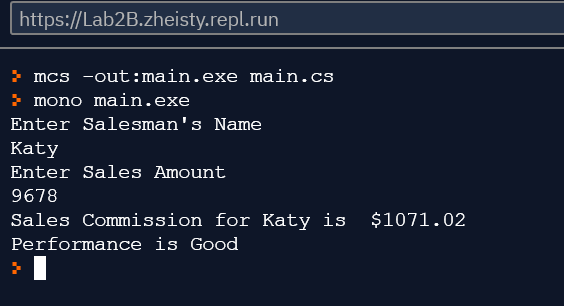 https://Lab2B.zheisty.repl.run
mcs -out:main.exe main.cs
mono main.exe
Enter Salesman's Name
Katy
Enter Sales Amount
9678
Sales Commission for Katy is  $1071.02
Performance is Good